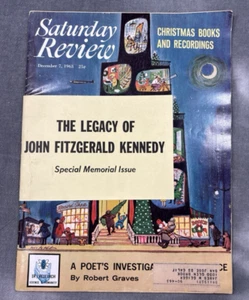 Saturday
Review
CHRISTMAS BOOKS
AND RECORDINGS
December 7, 1963 25¢
THE LEGACY OF
JOHN FITZGERALD KENNEDY
Special Memorial Issue
A POET'S INVESTIGA
CE
By Robert Graves